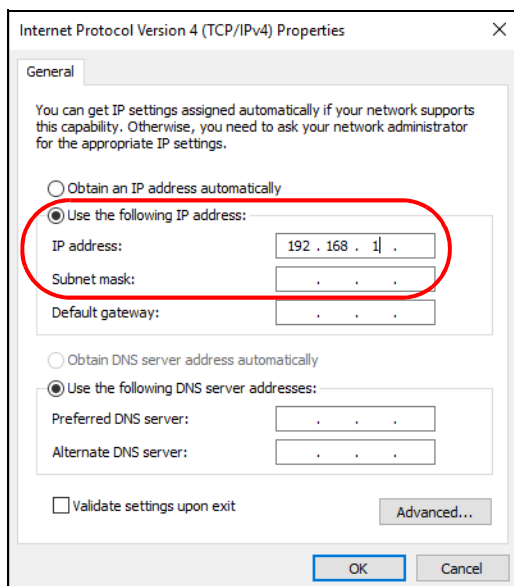 Internet Protocol Version 4 (TCP/IPv4) Properties
General
You can get IP settings assigned automatically if your network supports
this capability. Otherwise, you need to ask your network administrator
for the appropriate IP settings.
Obtain an IP address automatically
Use the following IP address:
IP address: 192 . 168 . 1 .
Subnet mask: . . .
Default gateway: . . .
Obtain DNS server address automatically
Use the following DNS server addresses:
Preferred DNS server: . . .
Alternate DNS server: . . .
Validate settings upon exit
Advanced...
OK Cancel